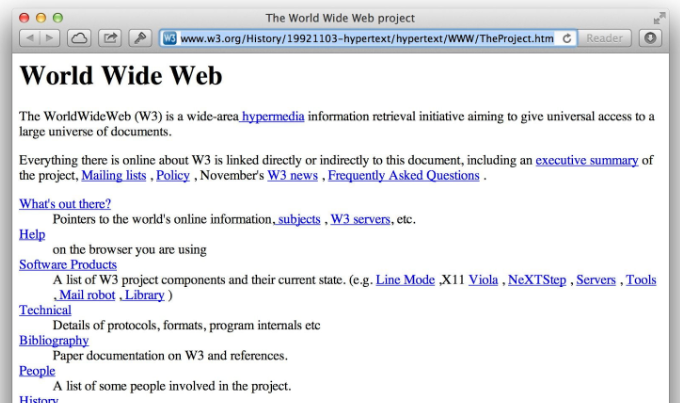 The World Wide Web project
W3 www.w3.org/History/19921103-hypertext/hypertext/WWW/TheProject.htm
Reader
World Wide Web
The WorldWideWeb (W3) is a wide-area hypermedia information retrieval initiative aiming to give universal access to a
large universe of documents.
Everything there is online about W3 is linked directly or indirectly to this document, including an executive summary of
the project, Mailing lists , Policy , November's W3 news , Frequently Asked Questions .
What's out there?
Pointers to the world's online information, subjects , W3 servers, etc.
Help
on the browser you are using
Software Products
A list of W3 project components and their current state. (e.g. Line Mode ,X11 Viola , NeXTStep , Servers , Tools
, Mail robot , Library )
Technical
Details of protocols, formats, program internals etc
Bibliography
Paper documentation on W3 and references.
People
A list of some people involved in the project.
History